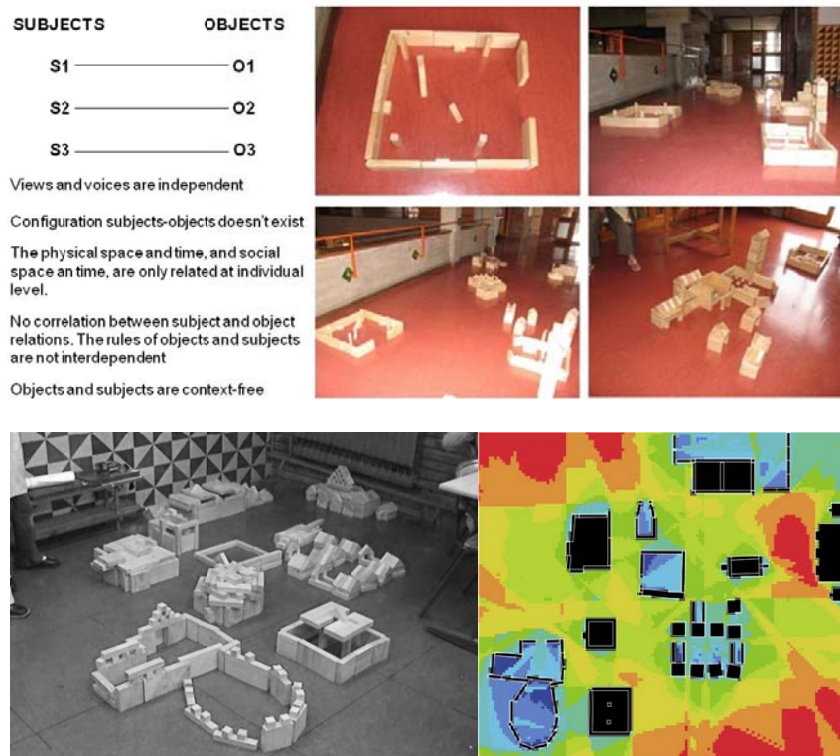 SUBJECTS OBJECTS
S1 O1
S2 O2
S3 O3
Views and voices are independent
Configuration subjects-objects doesn't exist
The physical space and time, and social
space an time, are only related at individual
level.
No correlation between subject and object
relations. The rules of objects and subjects
are not interdependent
Objects and subjects are context-free